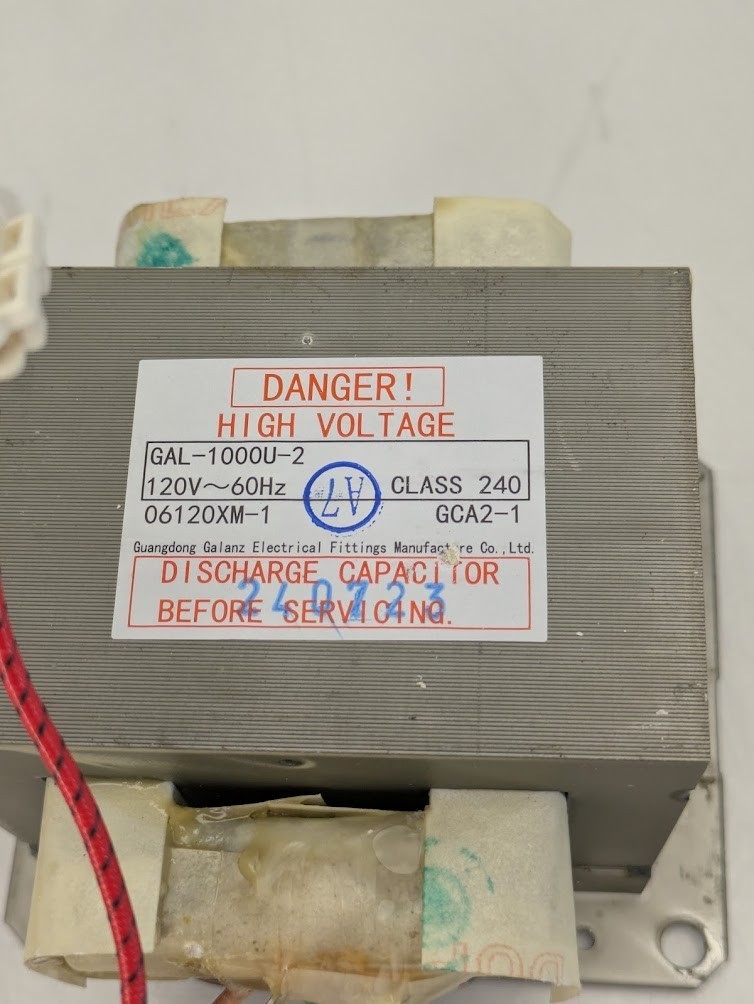 DANGER!
HIGH VOLTAGE
GAL-1000U-2
120V～60Hz
CLASS 240
A7
06120XM-1
GCA2-1
Guangdong Galanz Electrical Fittings Manufacture Co.,Ltd.
DISCHARGE CAPACITOR
BEFORE SERVICING.
240723